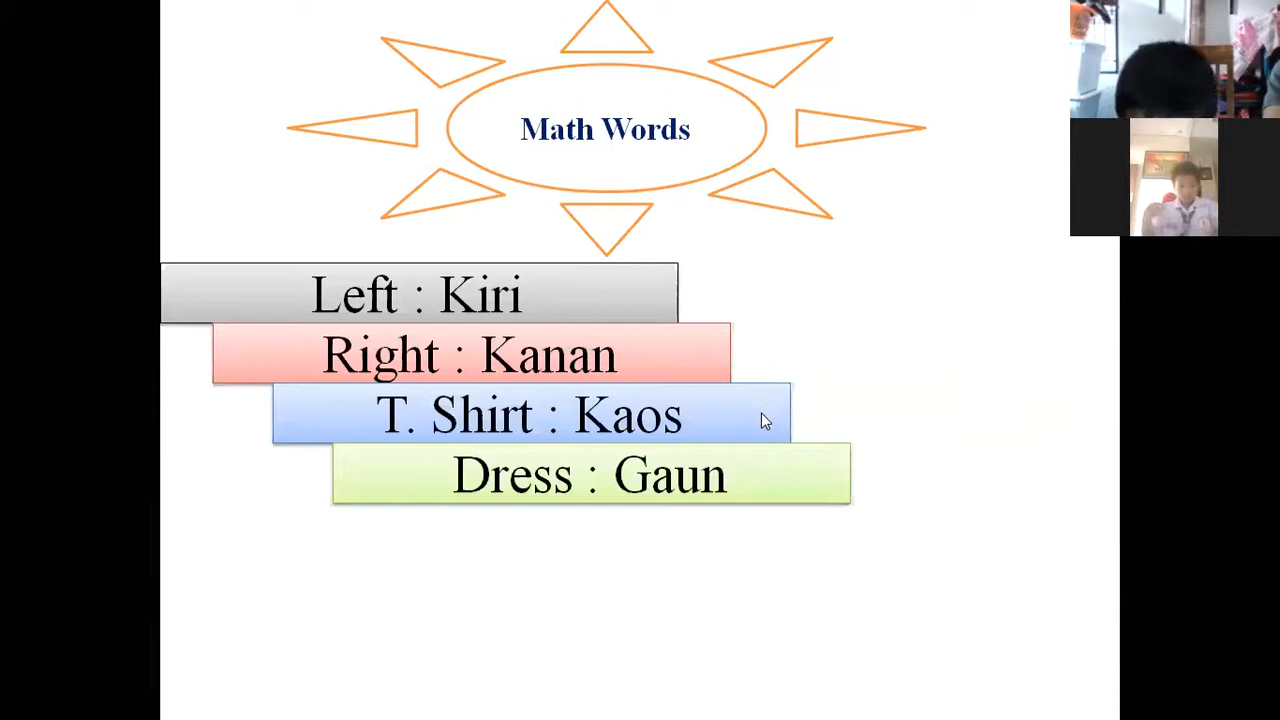 Math Words
Left : Kiri
Right : Kanan
T. Shirt : Kaos
Dress : Gaun